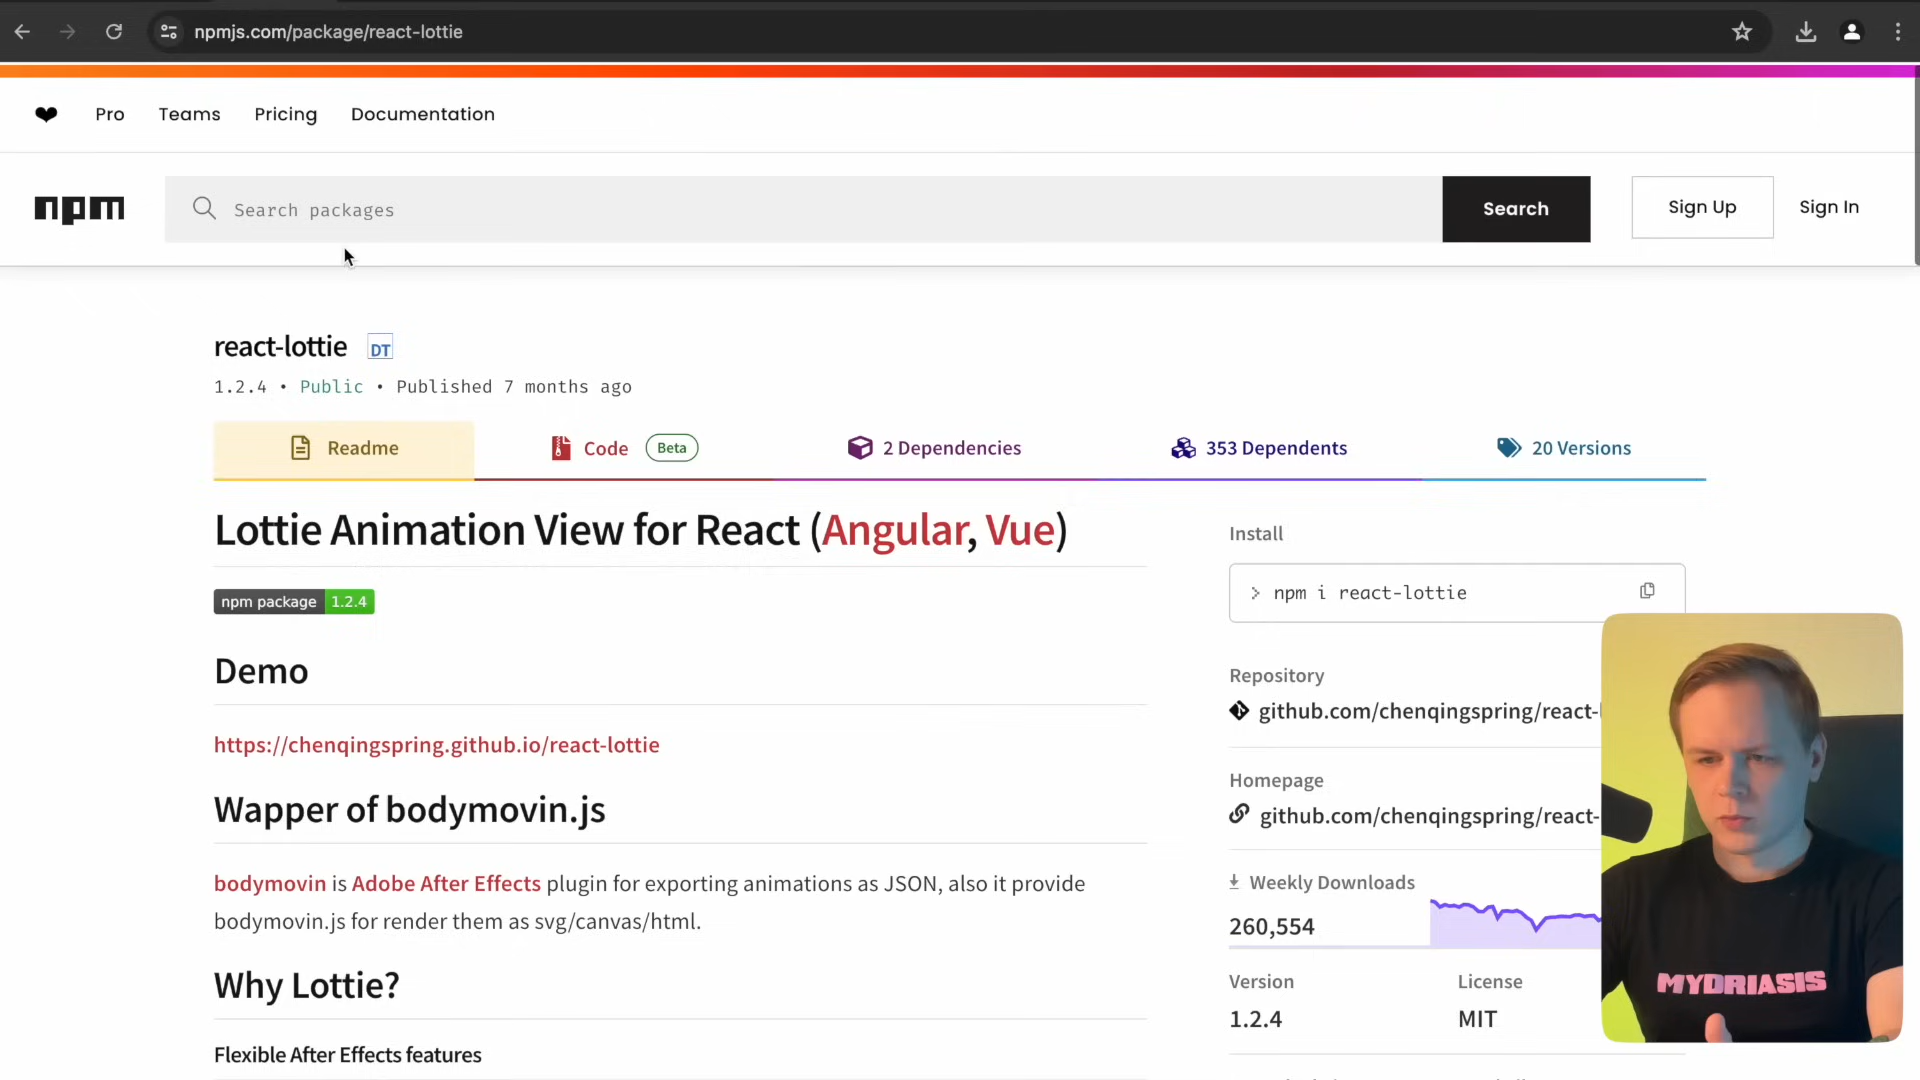 npmjs.com/package/react-lottie
Pro Teams Pricing Documentation
npm Search packages Search Sign Up Sign In
react-lottie DT
1.2.4 • Public • Published 7 months ago
Readme Code Beta 2 Dependencies 353 Dependents 20 Versions
Lottie Animation View for React (Angular, Vue)
npm package 1.2.4
Demo
https://chenqingspring.github.io/react-lottie
Wapper of bodymovin.js
bodymovin is Adobe After Effects plugin for exporting animations as JSON, also it provide
bodymovin.js for render them as svg/canvas/html.
Why Lottie?
Flexible After Effects features
Install
> npm i react-lottie
Repository
github.com/chenqingspring/react-
Homepage
github.com/chenqingspring/react-
Weekly Downloads
260,554
Version License
1.2.4 MIT
MYDRIASIS